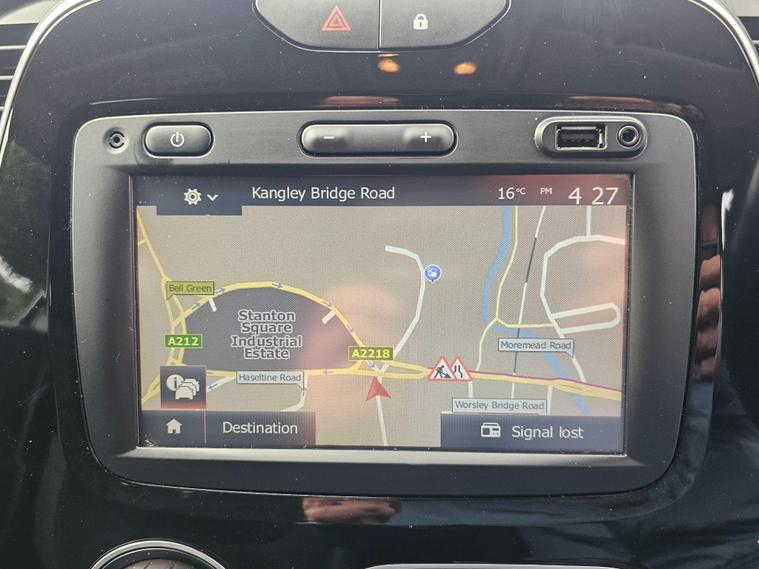 Kangley Bridge Road
16°C PM 4 27
Bell Green
Stanton
Square
Industrial
Estate
A212
A2218
Moremead Road
Haseltine Road
Worsley Bridge Road
Destination
Signal lost